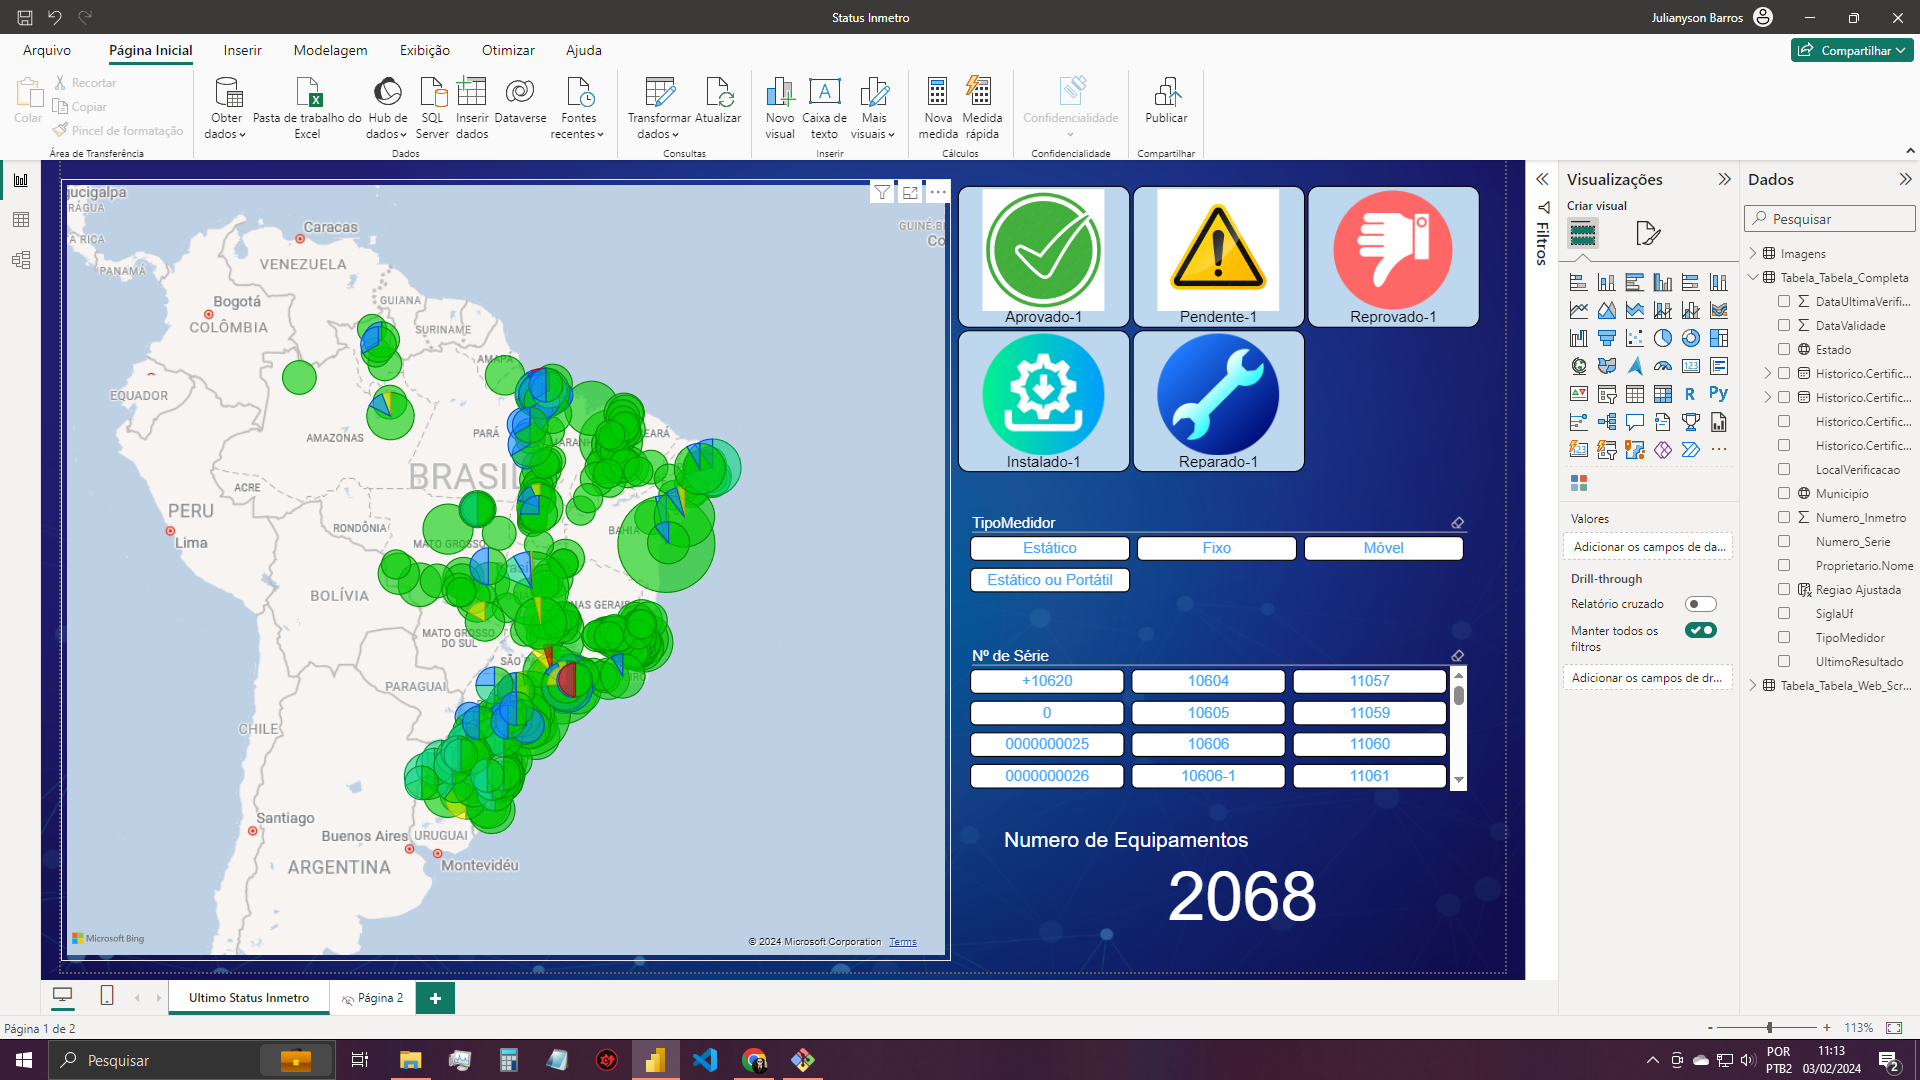 Status Inmetro
Julianyson Barros
Arquivo
Página Inicial
Inserir
Modelagem
Exibição
Otimizar
Ajuda
Compartilhar
Colar
Recortar
Copiar
Pincel de formatação
Área de Transferência
Obter dados
Pasta de trabalho do Excel
Hub de dados
SQL Server
Inserir dados
Dataverse
Fontes recentes
Dados
Transformar dados
Atualizar
Consultas
Novo visual
Caixa de texto
Mais visuais
Inserir
Nova medida
Medida rápida
Cálculos
Confidencialidade
Confidencialidade
Publicar
Compartilhar
gucigalpa
RÁGUA
A RICA
PANAMÁ
Caracas
VENEZUELA
Bogotá
COLÔMBIA
GUIANA
SURINAME
AMAPÁ
GUINÉ-B
Co
EQUADOR
AMAZONAS
PARÁ
MARANH
CEARÁ
BRASIL
ACRE
PERU
Lima
RONDÔNIA
MATO GROSSO
BAHIA
Brasíli
BOLÍVIA
NAS GERAIS
MATO GROSSO
DO SUL
SÃO P
EIRO
PARAGUAI
CHILE
Santiago
Buenos Aires
URUGUAI
ARGENTINA
Montevidéu
Microsoft Bing
© 2024 Microsoft Corporation Terms
Aprovado-1
Pendente-1
Reprovado-1
Instalado-1
Reparado-1
TipoMedidor
Estático
Fixo
Móvel
Estático ou Portátil
Nº de Série
+10620
10604
11057
0
10605
11059
0000000025
10606
11060
0000000026
10606-1
11061
Numero de Equipamentos
2068
Filtros
Visualizações
Criar visual
R
Py
123
Valores
Adicionar os campos de da...
Drill-through
Relatório cruzado
Manter todos os
filtros
Adicionar os campos de dr...
Dados
Pesquisar
Imagens
Tabela_Tabela_Completa
DataUltimaVerifi...
DataValidade
Estado
Historico.Certific...
Historico.Certific...
Historico.Certific...
Historico.Certific...
LocalVerificacao
Municipio
Numero_Inmetro
Numero_Serie
Proprietario.Nome
Regiao Ajustada
SiglaUf
TipoMedidor
UltimoResultado
Tabela_Tabela_Web_Scr...
Ultimo Status Inmetro
Página 2
+
Página 1 de 2
- + 113%
Pesquisar
POR
PTB2
11:13
03/02/2024
2